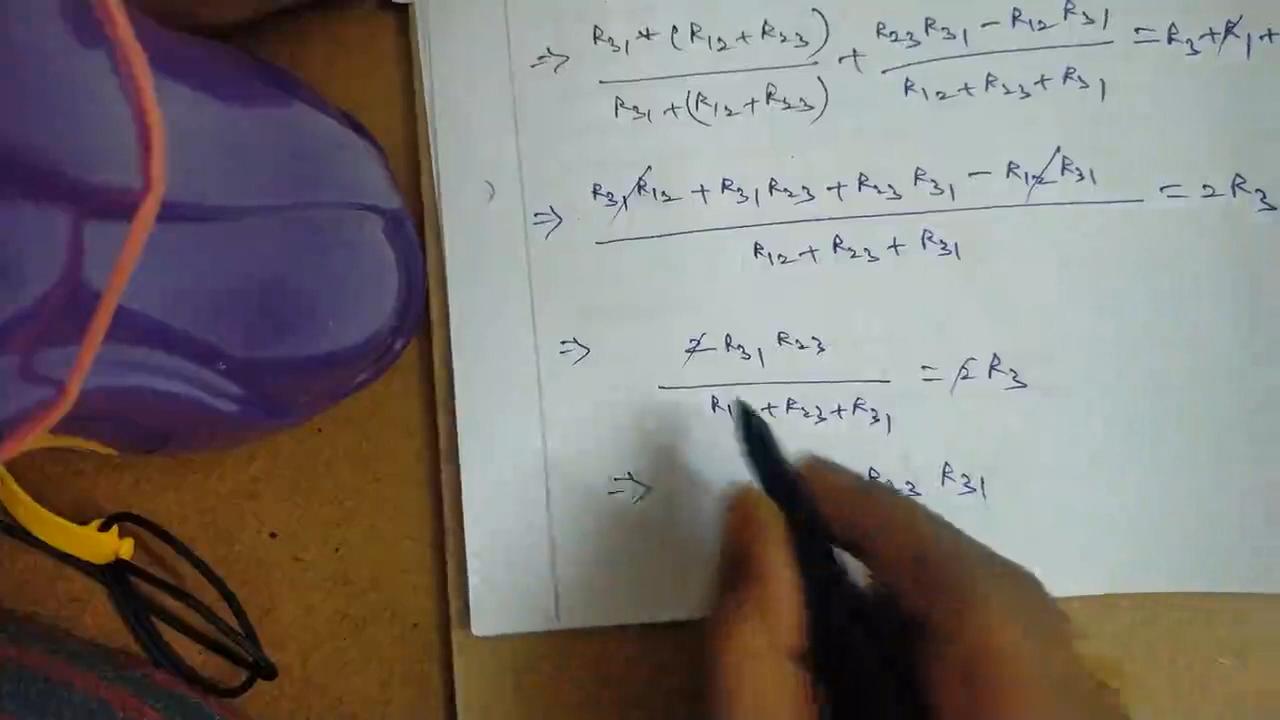 ⇒ R31 * (R12 + R23) / R31 + (R12 + R23) + R23 R31 - R12 R31 / R12 + R23 + R31 = R3 + R1 +
⇒ R31 R12 + R31 R23 + R23 R31 - R12 R31 / R12 + R23 + R31 = 2 R3
⇒ 2 R31 R23 / R12 + R23 + R31 = 2 R3
⇒ R23 R31